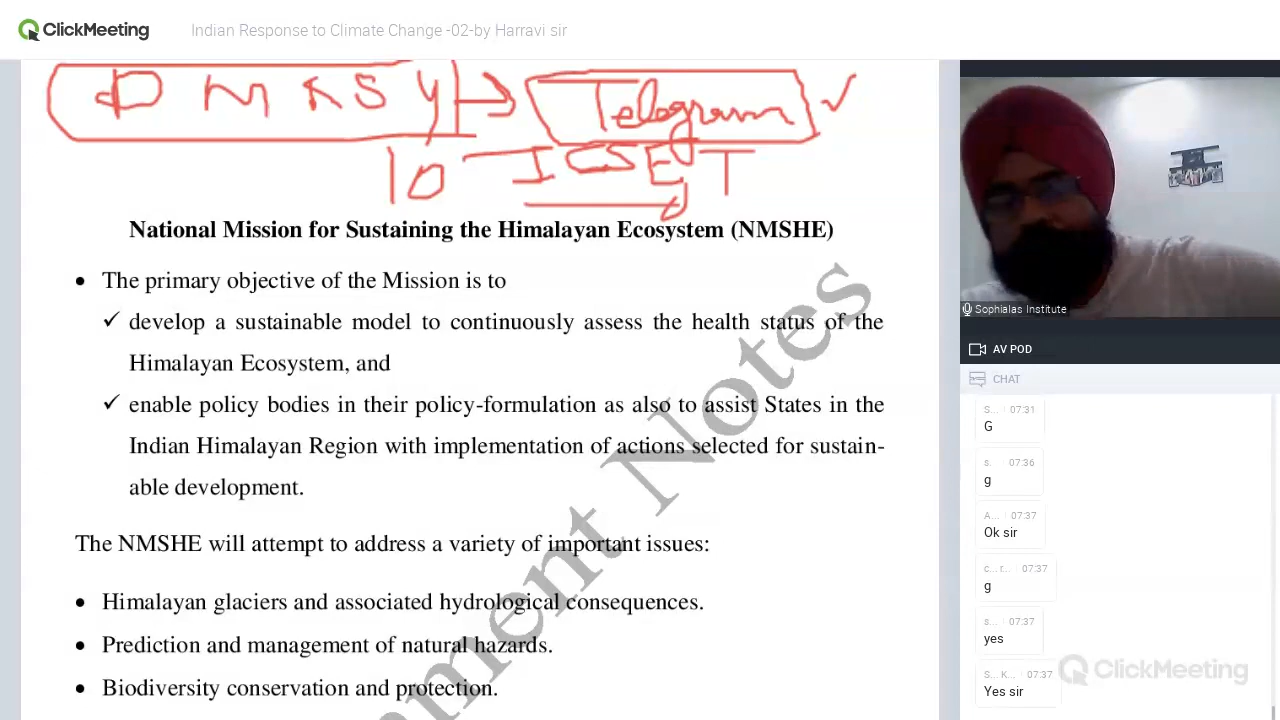 ClickMeeting
Indian Response to Climate Change -02-by Harravi sir
P M K S Y → Telegram ✓
10 ICSET
National Mission for Sustaining the Himalayan Ecosystem (NMSHE)
• The primary objective of the Mission is to
✓ develop a sustainable model to continuously assess the health status of the
Himalayan Ecosystem, and
✓ enable policy bodies in their policy-formulation as also to assist States in the
Indian Himalayan Region with implementation of actions selected for sustain-
able development.
The NMSHE will attempt to address a variety of important issues:
• Himalayan glaciers and associated hydrological consequences.
• Prediction and management of natural hazards.
• Biodiversity conservation and protection.
ment Notes
Sophialas Institute
AV POD
CHAT
S... 07:31
G
s. 07:36
g
A... 07:37
Ok sir
c... r... 07:37
g
s... 07:37
yes
S... K... 07:37
Yes sir
ClickMeeting